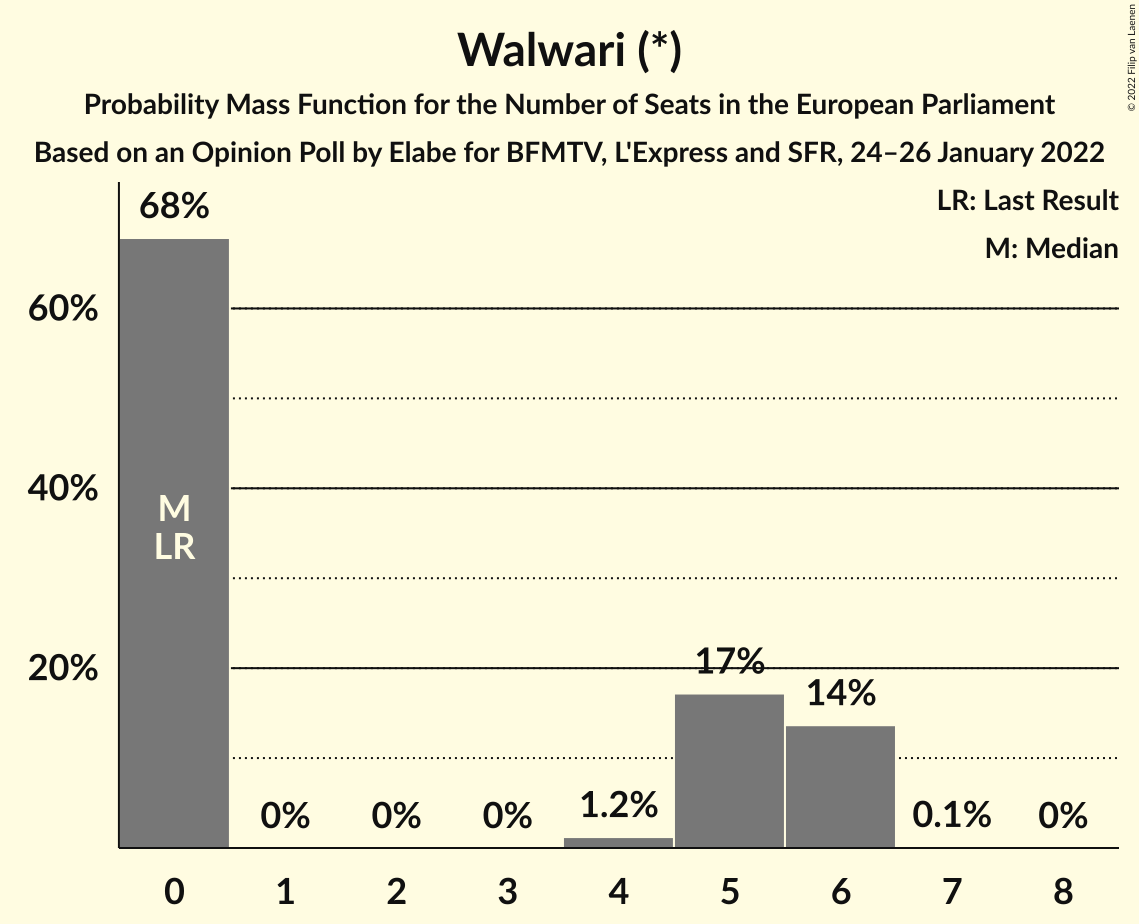 Walwari (*)
Probability Mass Function for the Number of Seats in the European Parliament
Based on an Opinion Poll by Elabe for BFMTV, L'Express and SFR, 24–26 January 2022
© 2022 Filip van Laenen
LR: Last Result
M: Median
68%
60%
40%
20%
M
LR
0%
0%
0%
1.2%
17%
14%
0.1%
0%
0 1 2 3 4 5 6 7 8